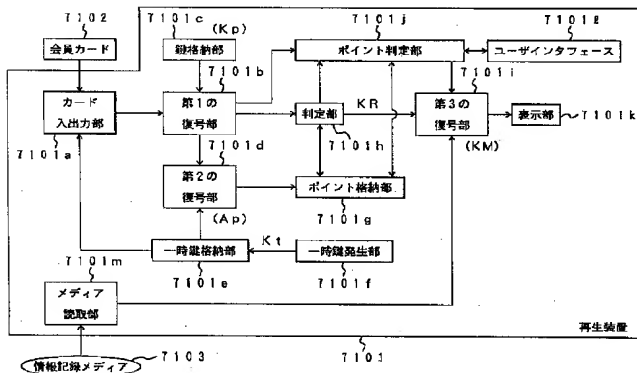 7102
7101c
(Kp)
7101j
7101ℓ
会員カード
鍵格納部
ポイント判定部
ユーザインタフェース
7101b
7101i
カード
入出力部
第1の
復号部
判定部
KR
第3の
復号部
表示部
7101k
7101a
7101d
7101h
(KM)
第2の
復号部
ポイント格納部
(Ap)
7101g
7101m
一時鍵格納部
Kt
一時鍵発生部
7101e
7101f
メディア
読取部
再生装置
情報記録メディア
7103
7101